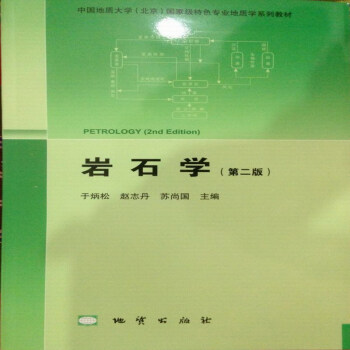 中国地质大学（北京）国家级特色专业地质学系列教材
PETROLOGY (2nd Edition)
岩石学（第二版）
于炳松 赵志丹 苏尚国 主编
地质出版社